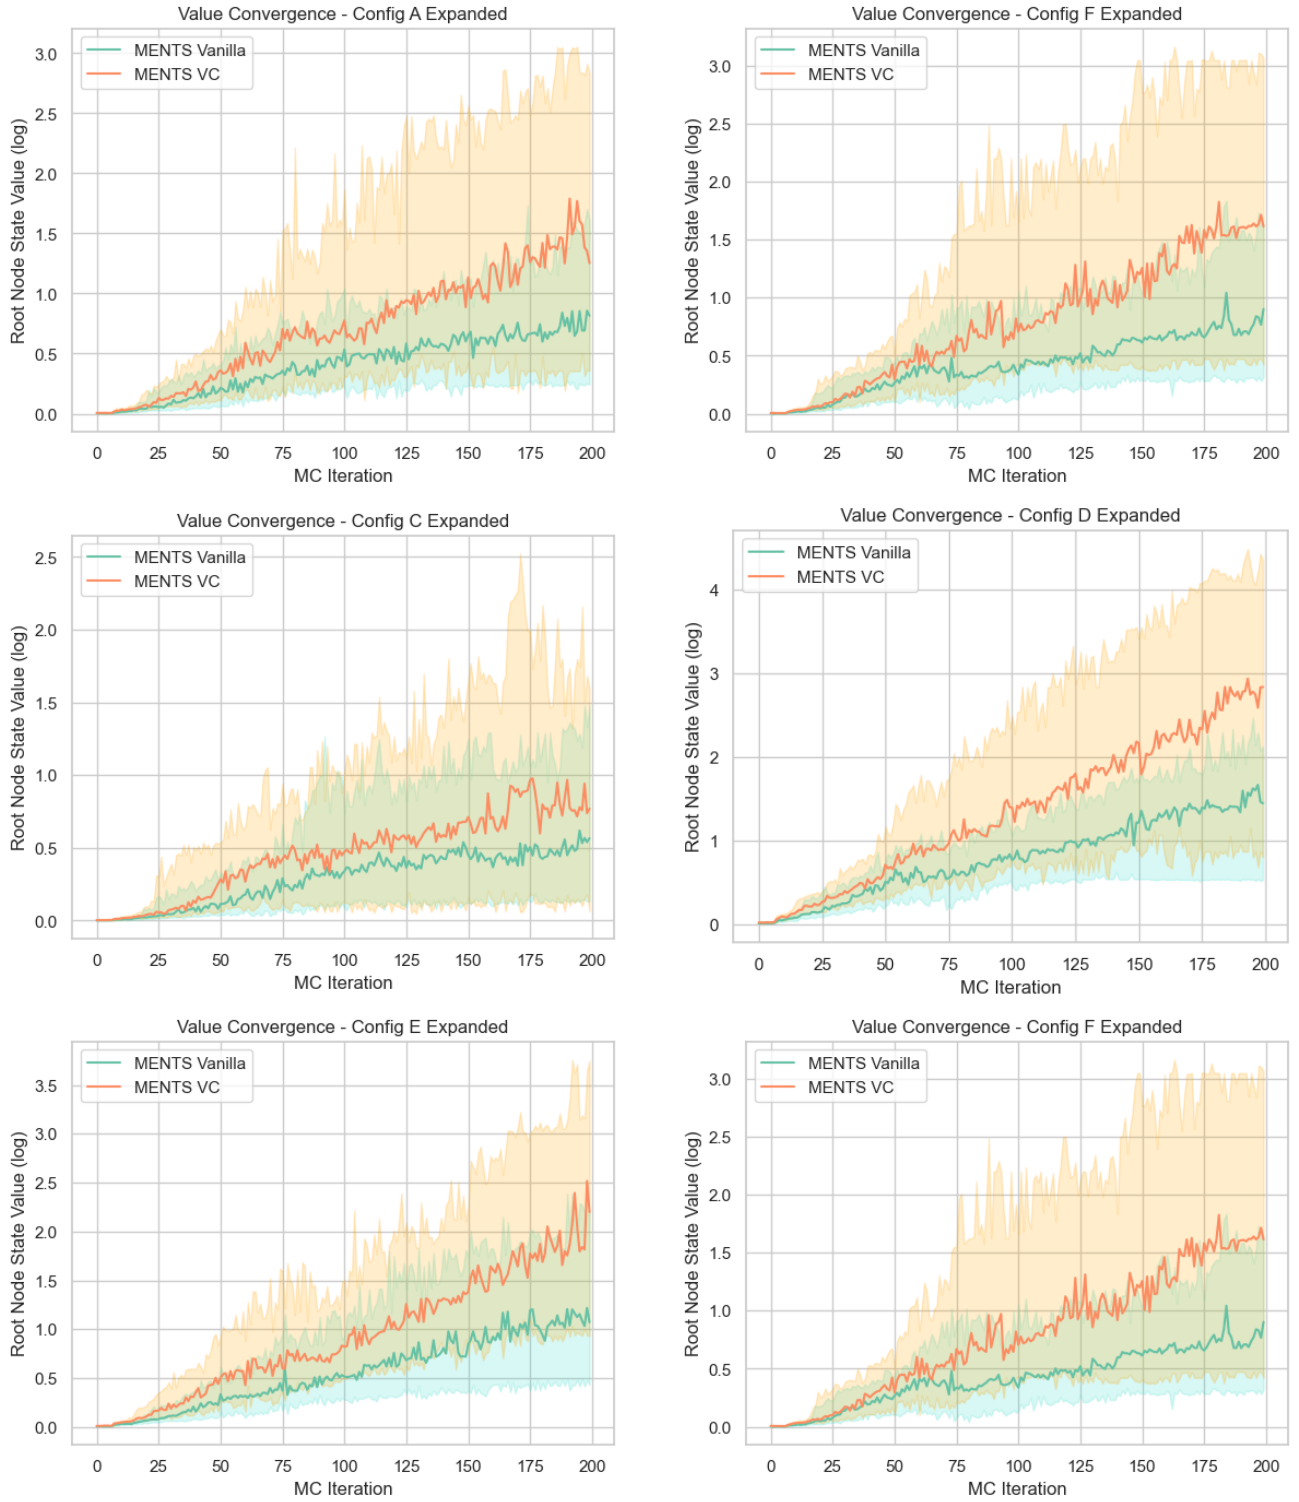 Value Convergence - Config A Expanded
MENTS Vanilla
MENTS VC
Root Node State Value (log)
3.0
2.5
2.0
1.5
1.0
0.5
0.0
0 25 50 75 100 125 150 175 200
MC Iteration
Value Convergence - Config F Expanded
MENTS Vanilla
MENTS VC
Root Node State Value (log)
3.0
2.5
2.0
1.5
1.0
0.5
0.0
0 25 50 75 100 125 150 175 200
MC Iteration
Value Convergence - Config C Expanded
MENTS Vanilla
MENTS VC
Root Node State Value (log)
2.5
2.0
1.5
1.0
0.5
0.0
0 25 50 75 100 125 150 175 200
MC Iteration
Value Convergence - Config D Expanded
MENTS Vanilla
MENTS VC
Root Node State Value (log)
4
3
2
1
0
0 25 50 75 100 125 150 175 200
MC Iteration
Value Convergence - Config E Expanded
MENTS Vanilla
MENTS VC
Root Node State Value (log)
3.5
3.0
2.5
2.0
1.5
1.0
0.5
0.0
0 25 50 75 100 125 150 175 200
MC Iteration
Value Convergence - Config F Expanded
MENTS Vanilla
MENTS VC
Root Node State Value (log)
3.0
2.5
2.0
1.5
1.0
0.5
0.0
0 25 50 75 100 125 150 175 200
MC Iteration